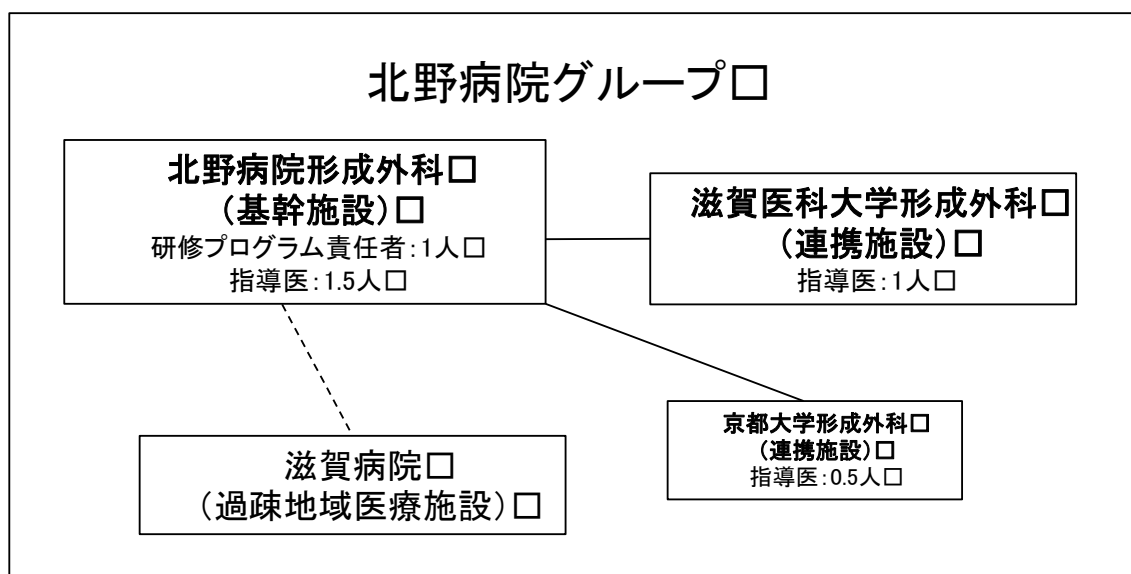 北野病院グループ□
北野病院形成外科□
(基幹施設)□
研修プログラム責任者:1人□
指導医:1.5人□
滋賀医科大学形成外科□
(連携施設)□
指導医:1人□
滋賀病院□
(過疎地域医療施設)□
京都大学形成外科□
(連携施設)□
指導医:0.5人□